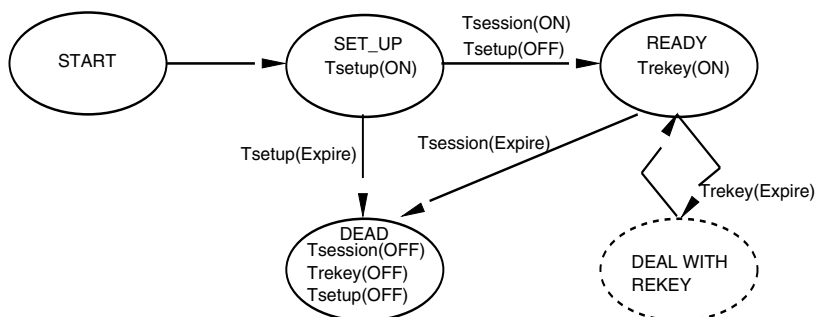 START
SET_UP
Tsetup(ON)
Tsession(ON)
Tsetup(OFF)
READY
Trekey(ON)
Tsetup(Expire)
Tsession(Expire)
Trekey(Expire)
DEAD
Tsession(OFF)
Trekey(OFF)
Tsetup(OFF)
DEAL WITH
REKEY